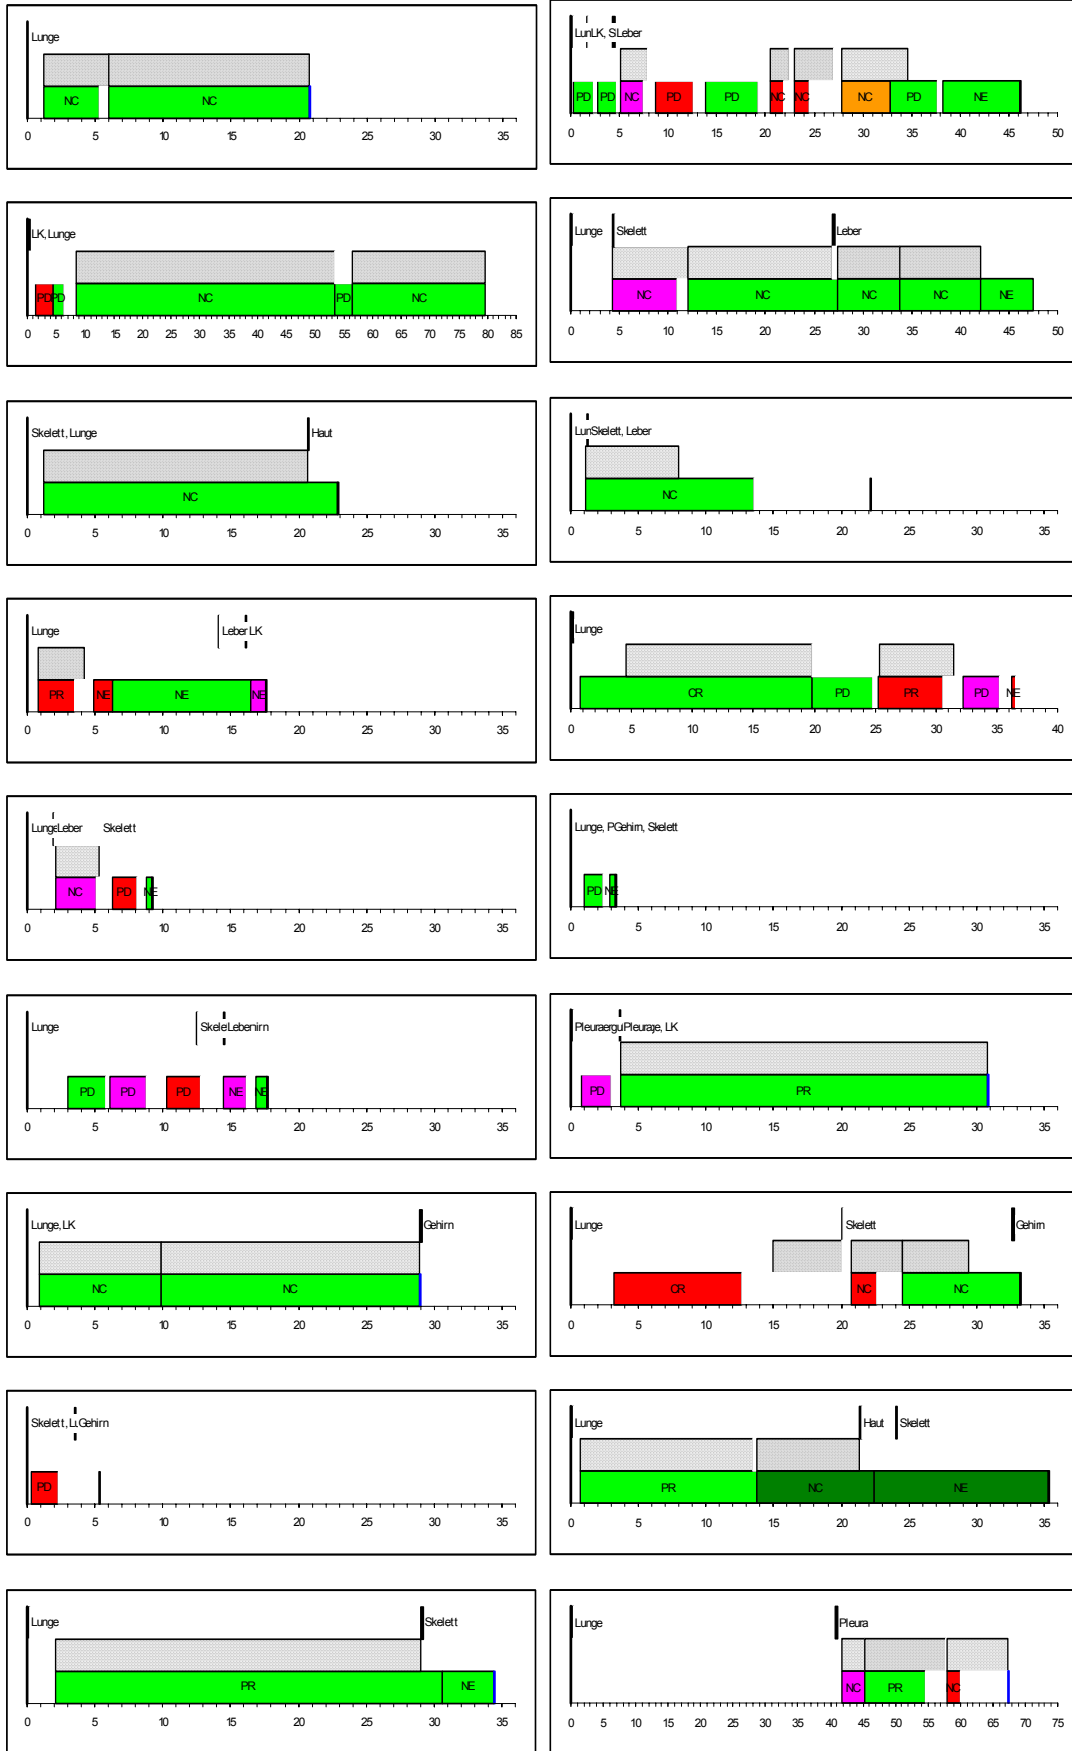 Lunge
NC NC
0 5 10 15 20 25 30 35
LunLK, SLeber
PD PD NC PD PD NC NC NC PD NE
0 5 10 15 20 25 30 35 40 45 50
LK, Lunge
PD PD NC PD NC
0 5 10 15 20 25 30 35 40 45 50 55 60 65 70 75 80 85
Lunge Skelett Leber
NC NC NC NC NE
0 5 10 15 20 25 30 35 40 45 50
Skelett, Lunge Haut
NC
0 5 10 15 20 25 30 35
LunSkelett, Leber
NC
0 5 10 15 20 25 30 35
Lunge Leber LK
PR NE NE NE
0 5 10 15 20 25 30 35
Lunge
CR PD PR PD NE
0 5 10 15 20 25 30 35 40
LungeLeber Skelett
NC PD NE
0 5 10 15 20 25 30 35
Lunge, PGehirn, Skelett
PD NE
0 5 10 15 20 25 30 35
Lunge SkeleLebenirn
PD PD PD NE NE
0 5 10 15 20 25 30 35
PleuraerguPleuraje, LK
PD PR
0 5 10 15 20 25 30 35
Lunge, LK Gehirn
NC NC
0 5 10 15 20 25 30 35
Lunge Skelett Gehirn
CR NC NC
0 5 10 15 20 25 30 35
Skelett, LuGehirn
PD
0 5 10 15 20 25 30 35
Lunge Haut Skelett
PR NC NE
0 5 10 15 20 25 30 35
Lunge Skelett
PR NE
0 5 10 15 20 25 30 35
Lunge Pleura
NC PR NC
0 5 10 15 20 25 30 35 40 45 50 55 60 65 70 75